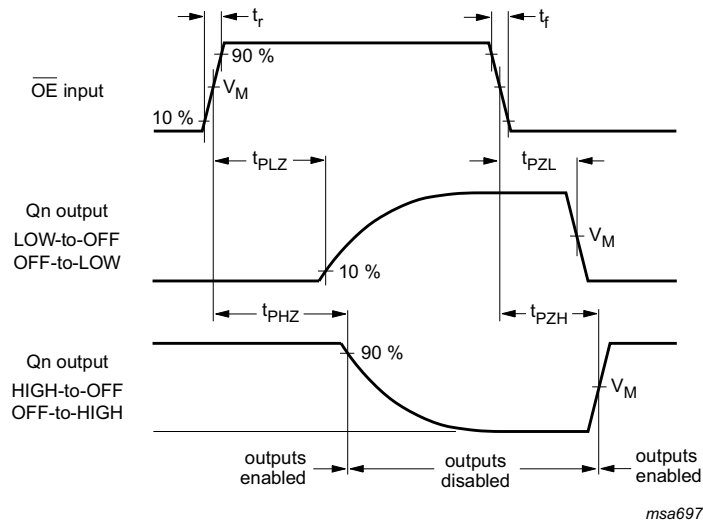 tr
tf
90 %
OE input
VM
10 %
tPLZ
tPZL
Qn output
LOW-to-OFF
OFF-to-LOW
VM
10 %
tPHZ
tPZH
Qn output
HIGH-to-OFF
OFF-to-HIGH
90 %
VM
outputs
enabled
outputs
disabled
outputs
enabled
msa697